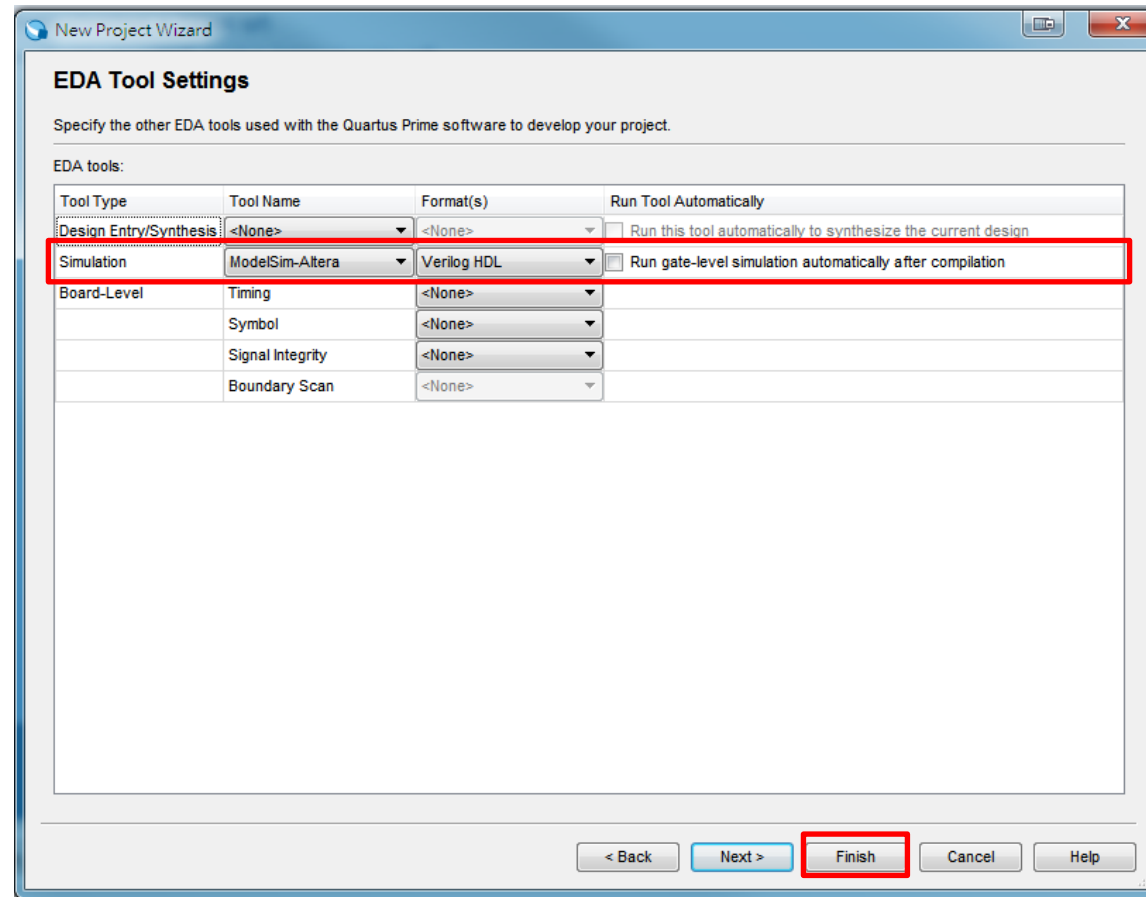 New Project Wizard
EDA Tool Settings
Specify the other EDA tools used with the Quartus Prime software to develop your project.
EDA tools:
Tool Type Tool Name Format(s) Run Tool Automatically
Design Entry/Synthesis <None> <None> Run this tool automatically to synthesize the current design
Simulation ModelSim-Altera Verilog HDL Run gate-level simulation automatically after compilation
Board-Level Timing <None>
Symbol <None>
Signal Integrity <None>
Boundary Scan <None>
< Back Next > Finish Cancel Help